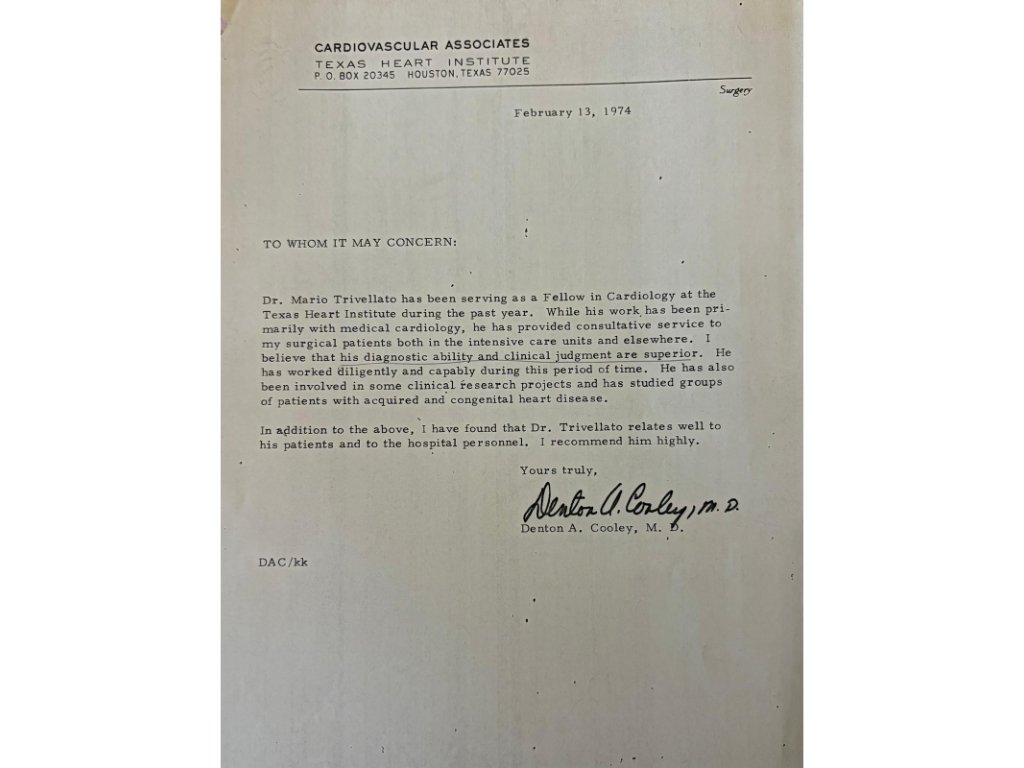 CARDIOVASCULAR ASSOCIATES
TEXAS HEART INSTITUTE
P. O. BOX 20345 HOUSTON, TEXAS 77025
Surgery
February 13, 1974
TO WHOM IT MAY CONCERN:
Dr. Mario Trivellato has been serving as a Fellow in Cardiology at the
Texas Heart Institute during the past year. While his work has been pri-
marily with medical cardiology, he has provided consultative service to
my surgical patients both in the intensive care units and elsewhere. I
believe that his diagnostic ability and clinical judgment are superior. He
has worked diligently and capably during this period of time. He has also
been involved in some clinical research projects and has studied groups
of patients with acquired and congenital heart disease.
In addition to the above, I have found that Dr. Trivellato relates well to
his patients and to the hospital personnel. I recommend him highly.
Yours truly,
Denton A. Cooley, M. D.
Denton A. Cooley, M. D.
DAC/kk